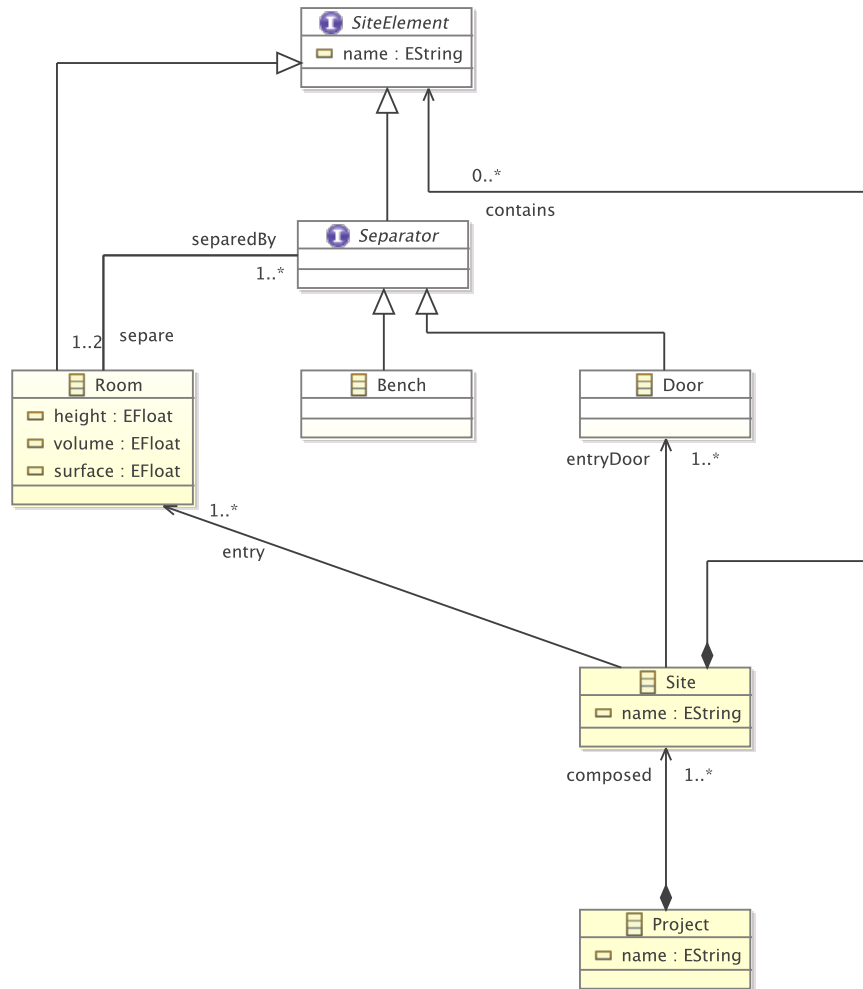 SiteElement
name : EString
0..*
contains
Separator
separedBy
1..*
1..2
separe
Room
height : EFloat
volume : EFloat
surface : EFloat
Bench
Door
entryDoor
1..*
1..*
entry
Site
name : EString
composed
1..*
Project
name : EString